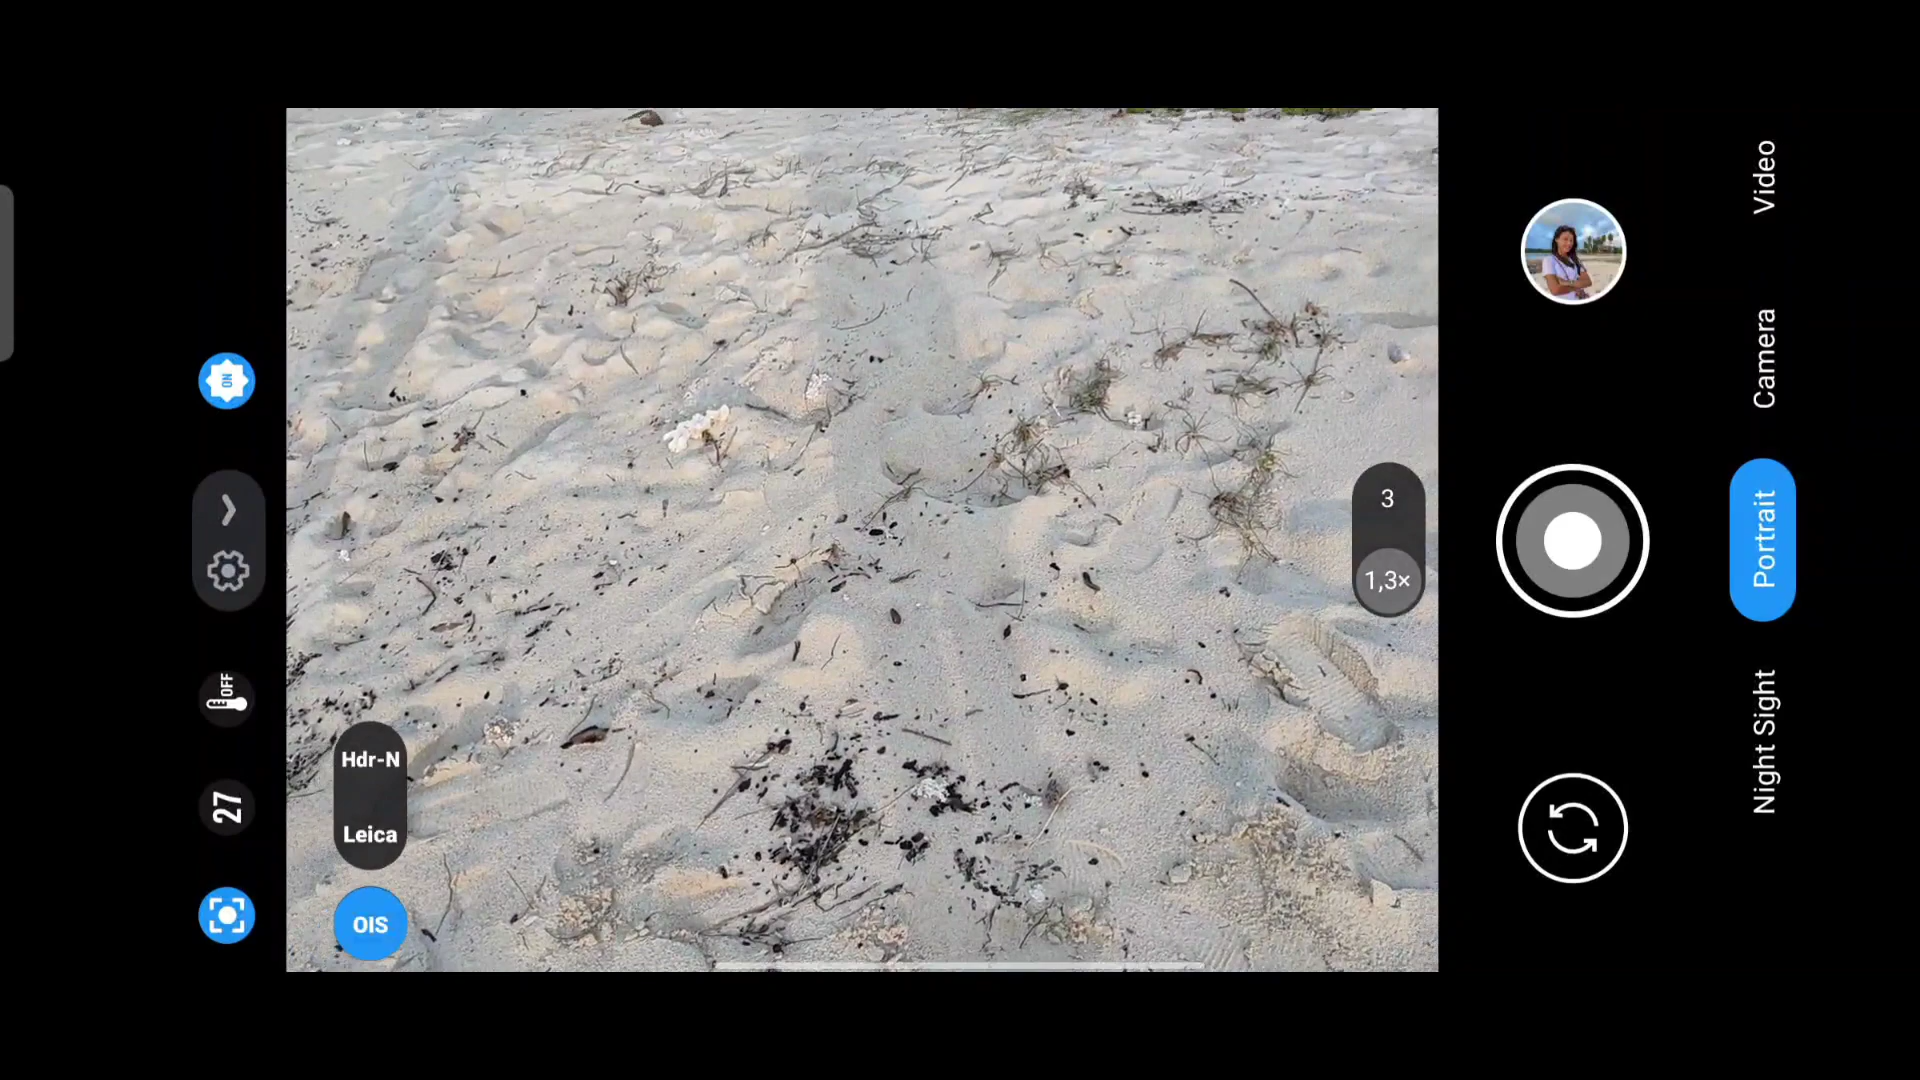 ON
OFF
27
Hdr-N
Leica
OIS
3
1,3×
Video
Camera
Portrait
Night Sight